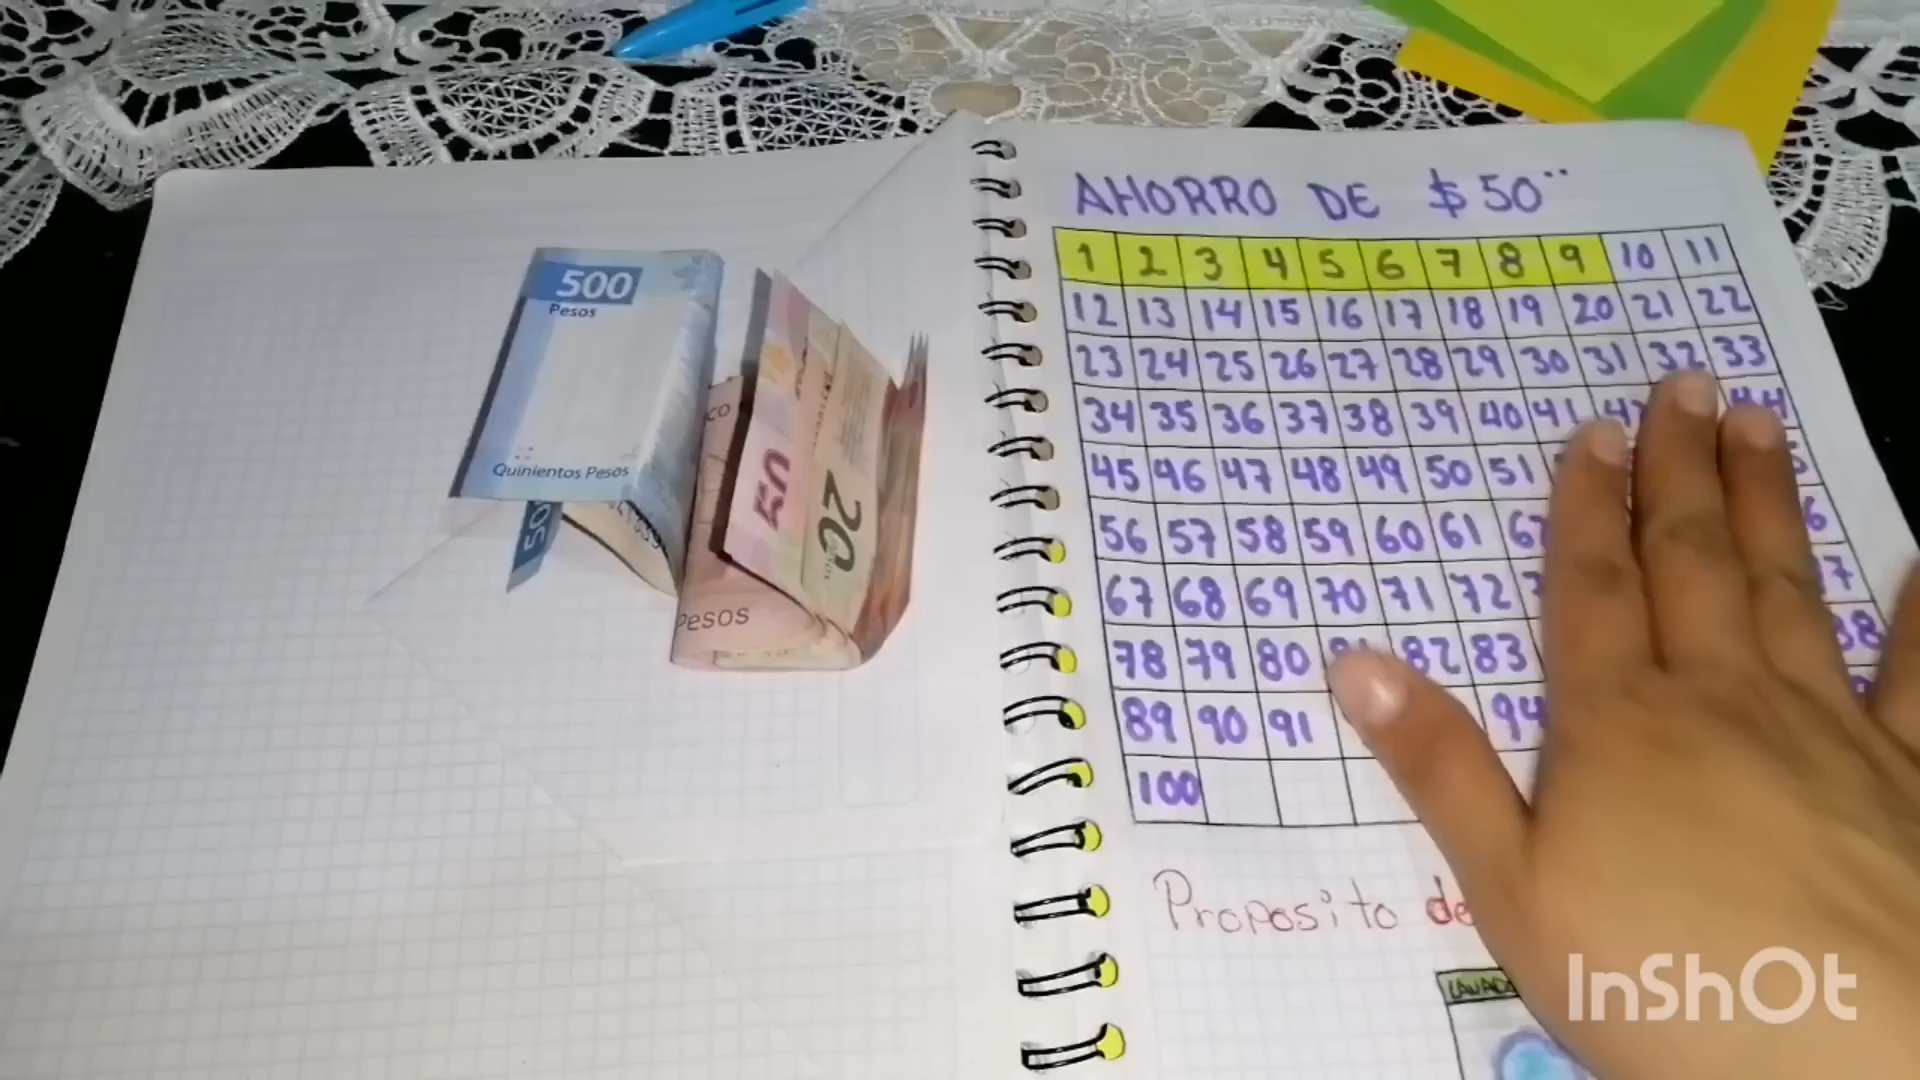 500
Pesos
Quinientos Pesos
50
co
20
Pesos
AHORRO DE $50
1 2 3 4 5 6 7 8 9 10 11
12 13 14 15 16 17 18 19 20 21 22
23 24 25 26 27 28 29 30 31 32 33
34 35 36 37 38 39 40 41 44
45 46 47 48 49 50 51
56 57 58 59 60 61
67 68 69 70 71 72
78 79 80 81 82 83
89 90 91 94
100
Proposito de
InShOt